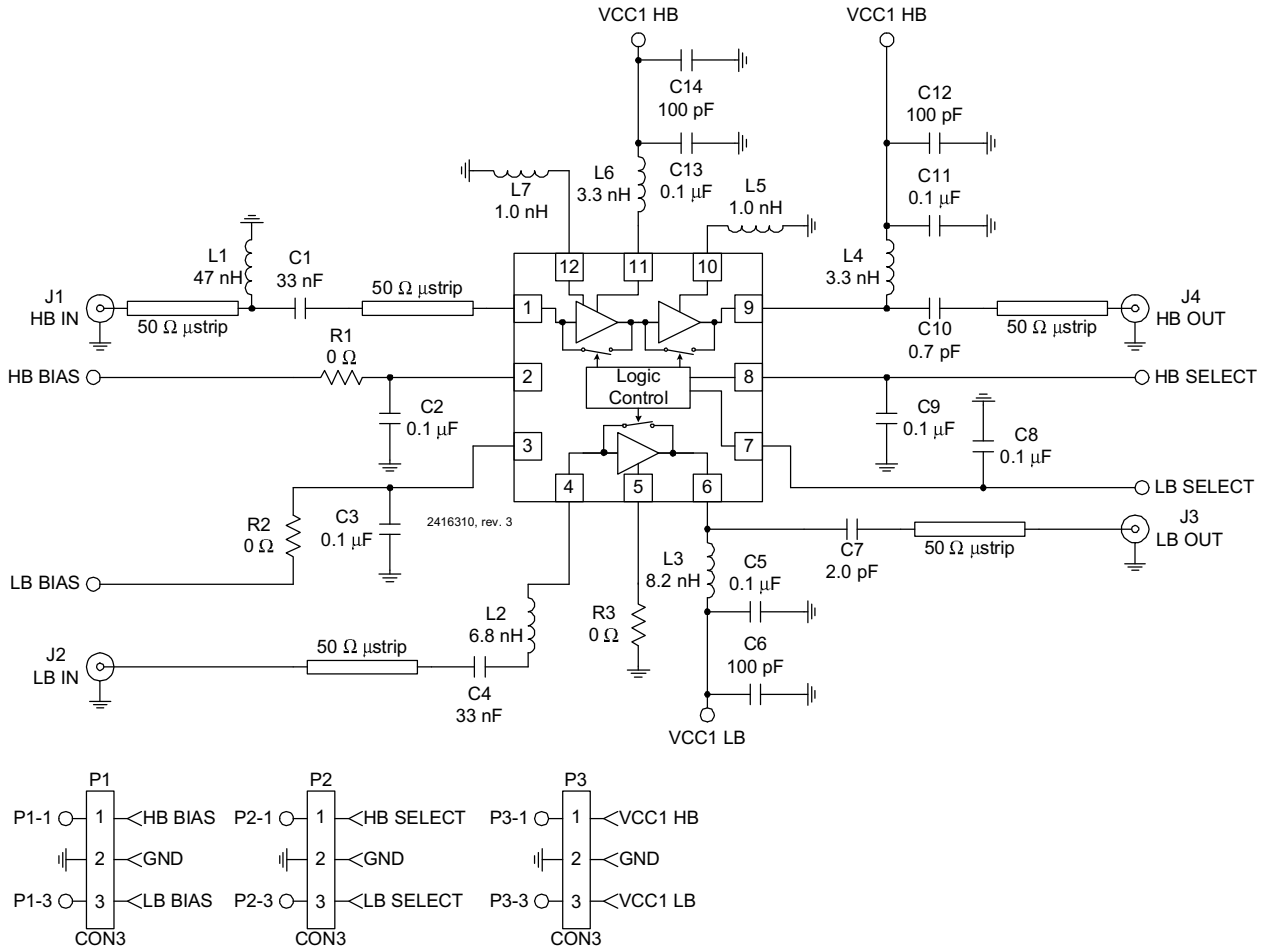 VCC1 HB
VCC1 HB
C14
100 pF
C12
100 pF
L7
1.0 nH
L6
3.3 nH
C13
0.1 µF
L5
1.0 nH
C11
0.1 µF
L1
47 nH
C1
33 nF
L4
3.3 nH
12
11
10
J1
HB IN
50 Ω µstrip
50 Ω µstrip
1
9
C10
0.7 pF
50 Ω µstrip
J4
HB OUT
R1
0 Ω
HB BIAS
2
Logic
Control
8
HB SELECT
C2
0.1 µF
C9
0.1 µF
C8
0.1 µF
3
7
4
5
6
LB SELECT
R2
0 Ω
C3
0.1 µF
2416310, rev. 3
C7
2.0 pF
50 Ω µstrip
J3
LB OUT
L3
8.2 nH
C5
0.1 µF
LB BIAS
L2
6.8 nH
R3
0 Ω
J2
LB IN
50 Ω µstrip
C4
33 nF
C6
100 pF
VCC1 LB
P1
P1-1
1
HB BIAS
2
GND
P1-3
3
LB BIAS
CON3
P2
P2-1
1
HB SELECT
2
GND
P2-3
3
LB SELECT
CON3
P3
P3-1
1
VCC1 HB
2
GND
P3-3
3
VCC1 LB
CON3